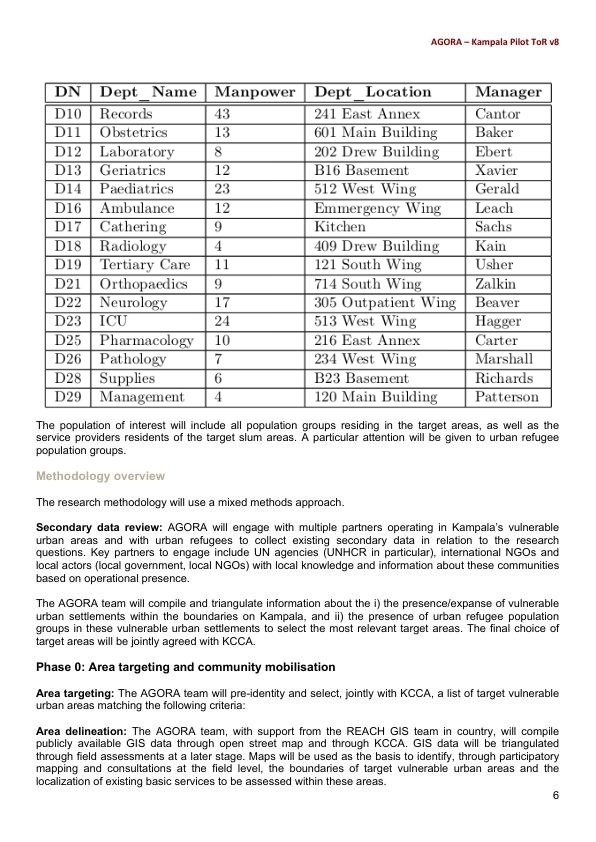 AGORA – Kampala Pilot ToR v8
DN Dept_Name Manpower Dept_Location Manager
D10 Records 43 241 East Annex Cantor
D11 Obstetrics 13 601 Main Building Baker
D12 Laboratory 8 202 Drew Building Ebert
D13 Geriatrics 12 B16 Basement Xavier
D14 Paediatrics 23 512 West Wing Gerald
D16 Ambulance 12 Emmergency Wing Leach
D17 Cathering 9 Kitchen Sachs
D18 Radiology 4 409 Drew Building Kain
D19 Tertiary Care 11 121 South Wing Usher
D21 Orthopaedics 9 714 South Wing Zalkin
D22 Neurology 17 305 Outpatient Wing Beaver
D23 ICU 24 513 West Wing Hagger
D25 Pharmacology 10 216 East Annex Carter
D26 Pathology 7 234 West Wing Marshall
D28 Supplies 6 B23 Basement Richards
D29 Management 4 120 Main Building Patterson
The population of interest will include all population groups residing in the target areas, as well as the
service providers residents of the target slum areas. A particular attention will be given to urban refugee
population groups.
Methodology overview
The research methodology will use a mixed methods approach.
Secondary data review: AGORA will engage with multiple partners operating in Kampala's vulnerable
urban areas and with urban refugees to collect existing secondary data in relation to the research
questions. Key partners to engage include UN agencies (UNHCR in particular), international NGOs and
local actors (local government, local NGOs) with local knowledge and information about these communities
based on operational presence.
The AGORA team will compile and triangulate information about the i) the presence/expanse of vulnerable
urban settlements within the boundaries on Kampala, and ii) the presence of urban refugee population
groups in these vulnerable urban settlements to select the most relevant target areas. The final choice of
target areas will be jointly agreed with KCCA.
Phase 0: Area targeting and community mobilisation
Area targeting: The AGORA team will pre-identity and select, jointly with KCCA, a list of target vulnerable
urban areas matching the following criteria:
Area delineation: The AGORA team, with support from the REACH GIS team in country, will compile
publicly available GIS data through open street map and through KCCA. GIS data will be triangulated
through field assessments at a later stage. Maps will be used as the basis to identify, through participatory
mapping and consultations at the field level, the boundaries of target vulnerable urban areas and the
localization of existing basic services to be assessed within these areas.
6